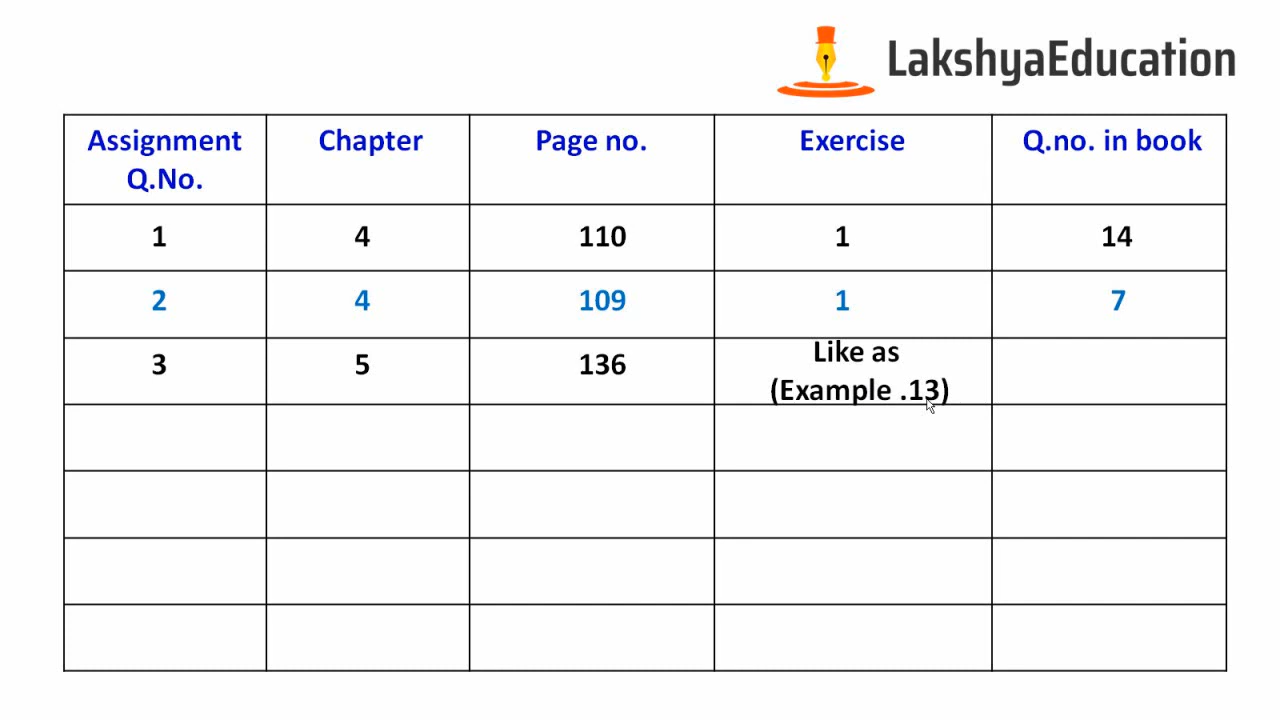 LakshyaEducation
Assignment Q.No. Chapter Page no. Exercise Q.no. in book
1 4 110 1 14
2 4 109 1 7
3 5 136 Like as (Example .13)